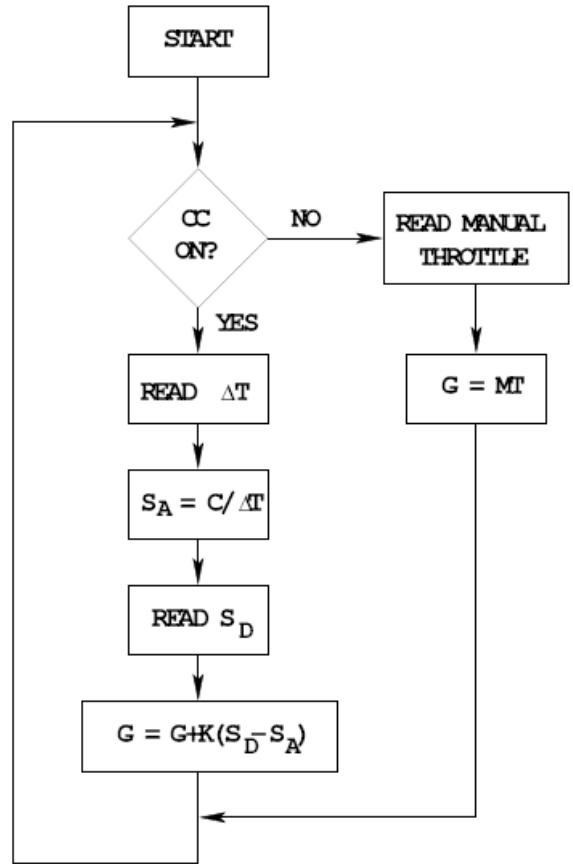 START
CC
ON?
NO
READ MANUAL
THROTTLE
YES
READ ΔT
G = MT
S_A = C/ΔT
READ S_D
G = G+K(S_D-S_A)